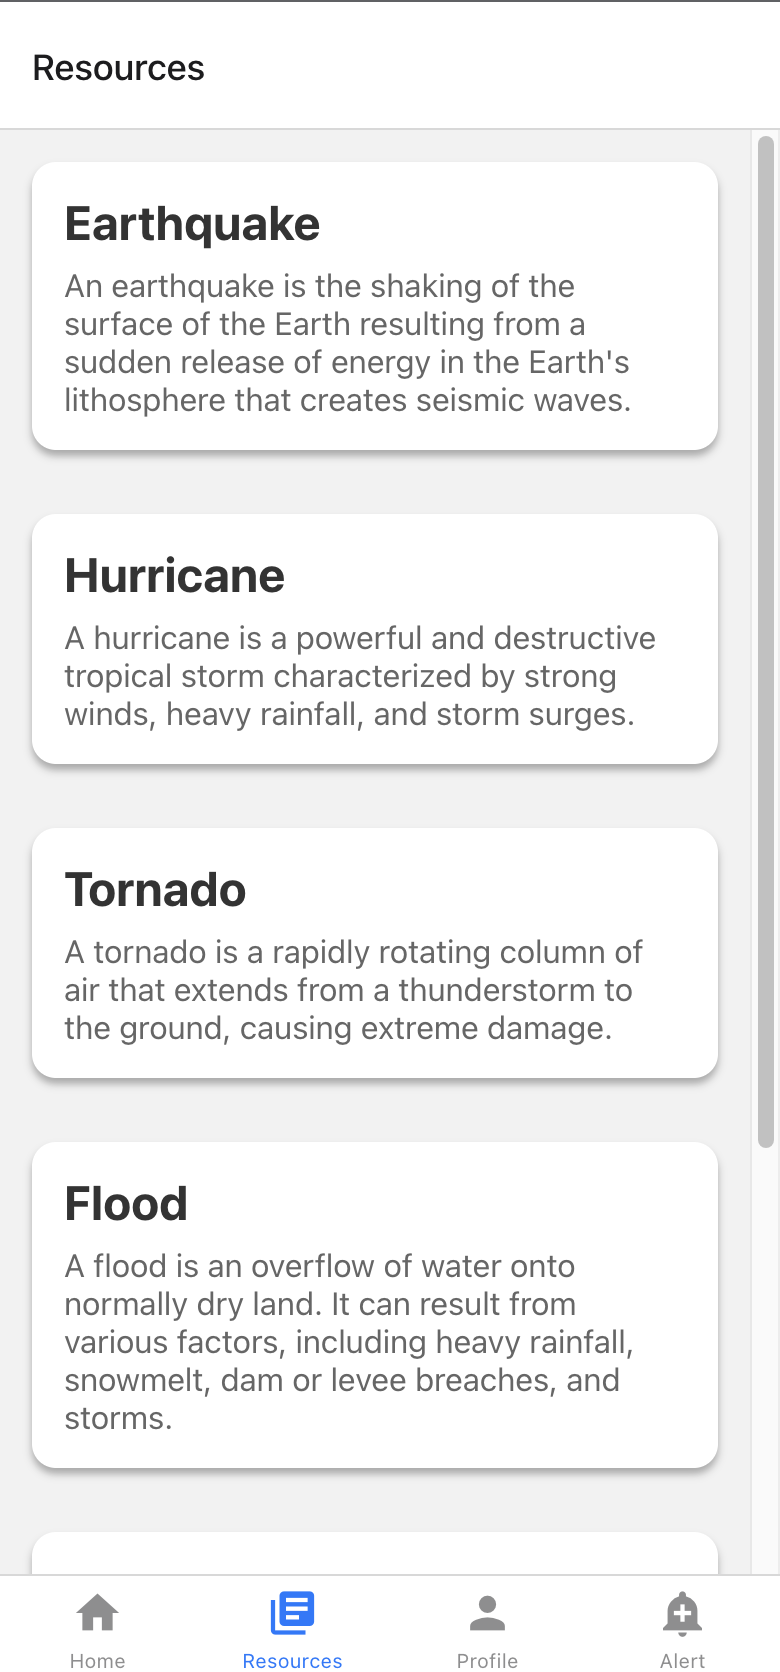 Resources
Earthquake
An earthquake is the shaking of the
surface of the Earth resulting from a
sudden release of energy in the Earth's
lithosphere that creates seismic waves.
Hurricane
A hurricane is a powerful and destructive
tropical storm characterized by strong
winds, heavy rainfall, and storm surges.
Tornado
A tornado is a rapidly rotating column of
air that extends from a thunderstorm to
the ground, causing extreme damage.
Flood
A flood is an overflow of water onto
normally dry land. It can result from
various factors, including heavy rainfall,
snowmelt, dam or levee breaches, and
storms.
Home Resources Profile Alert